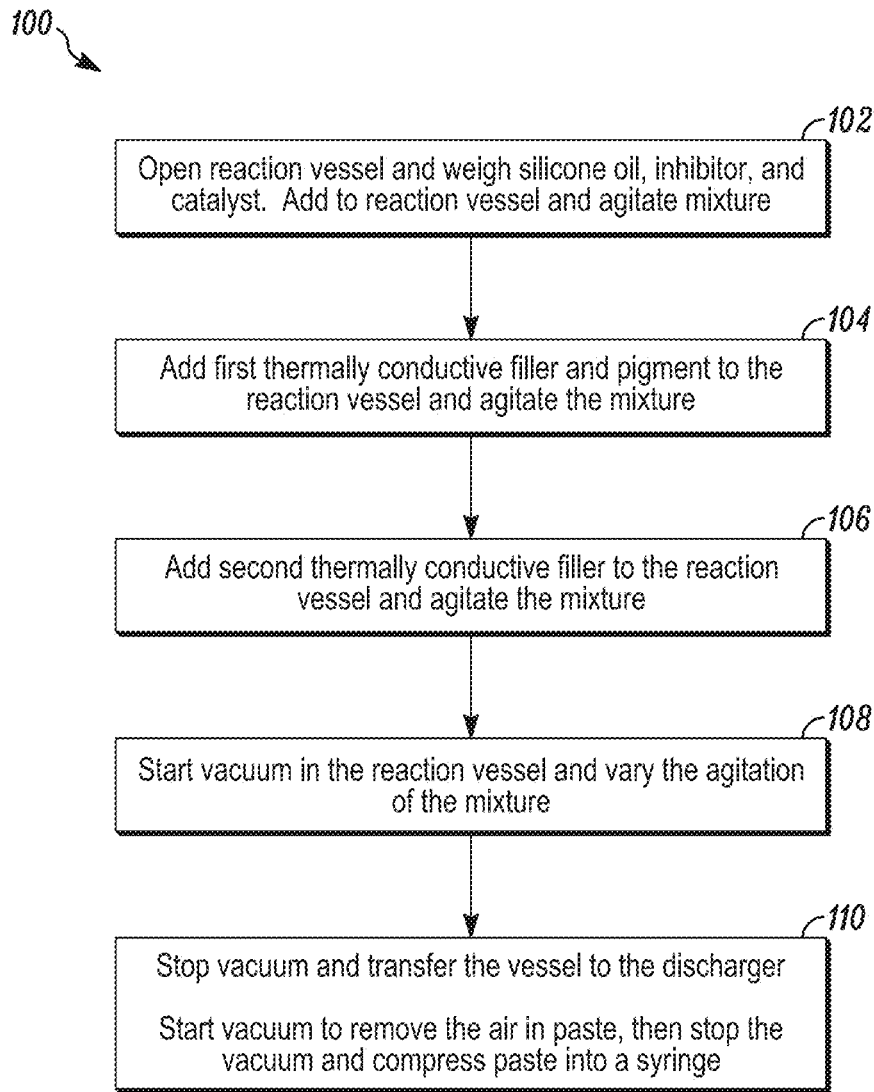 100
102
Open reaction vessel and weigh silicone oil, inhibitor, and
catalyst. Add to reaction vessel and agitate mixture
104
Add first thermally conductive filler and pigment to the
reaction vessel and agitate the mixture
106
Add second thermally conductive filler to the reaction
vessel and agitate the mixture
108
Start vacuum in the reaction vessel and vary the agitation
of the mixture
110
Stop vacuum and transfer the vessel to the discharger
Start vacuum to remove the air in paste, then stop the
vacuum and compress paste into a syringe